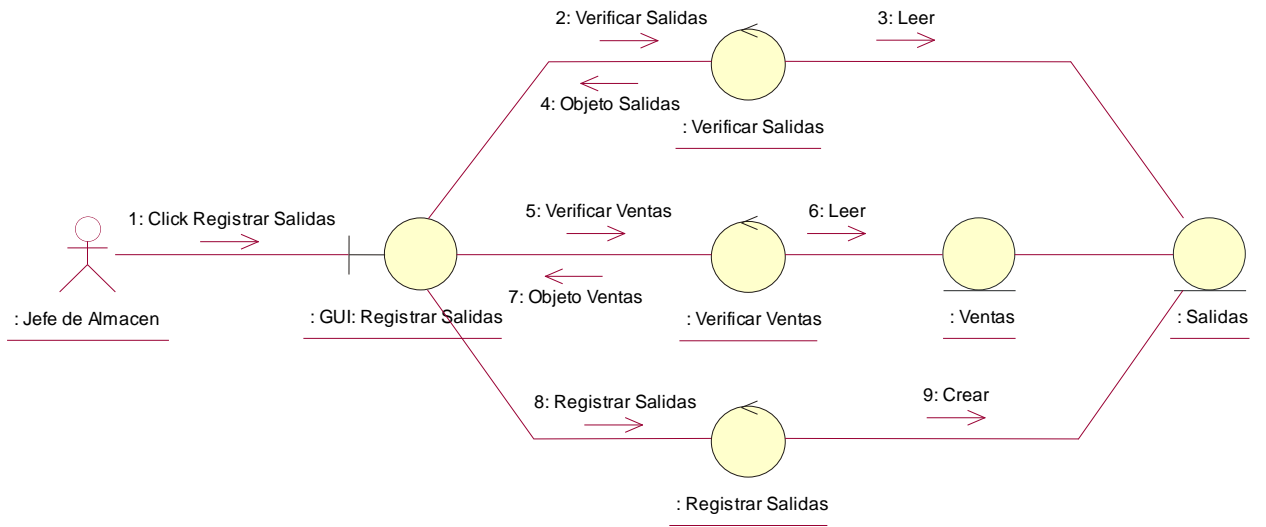 2: Verificar Salidas
3: Leer
4: Objeto Salidas
: Verificar Salidas
1: Click Registrar Salidas
5: Verificar Ventas
6: Leer
7: Objeto Ventas
: Jefe de Almacen
: GUI: Registrar Salidas
: Verificar Ventas
: Ventas
: Salidas
8: Registrar Salidas
9: Crear
: Registrar Salidas